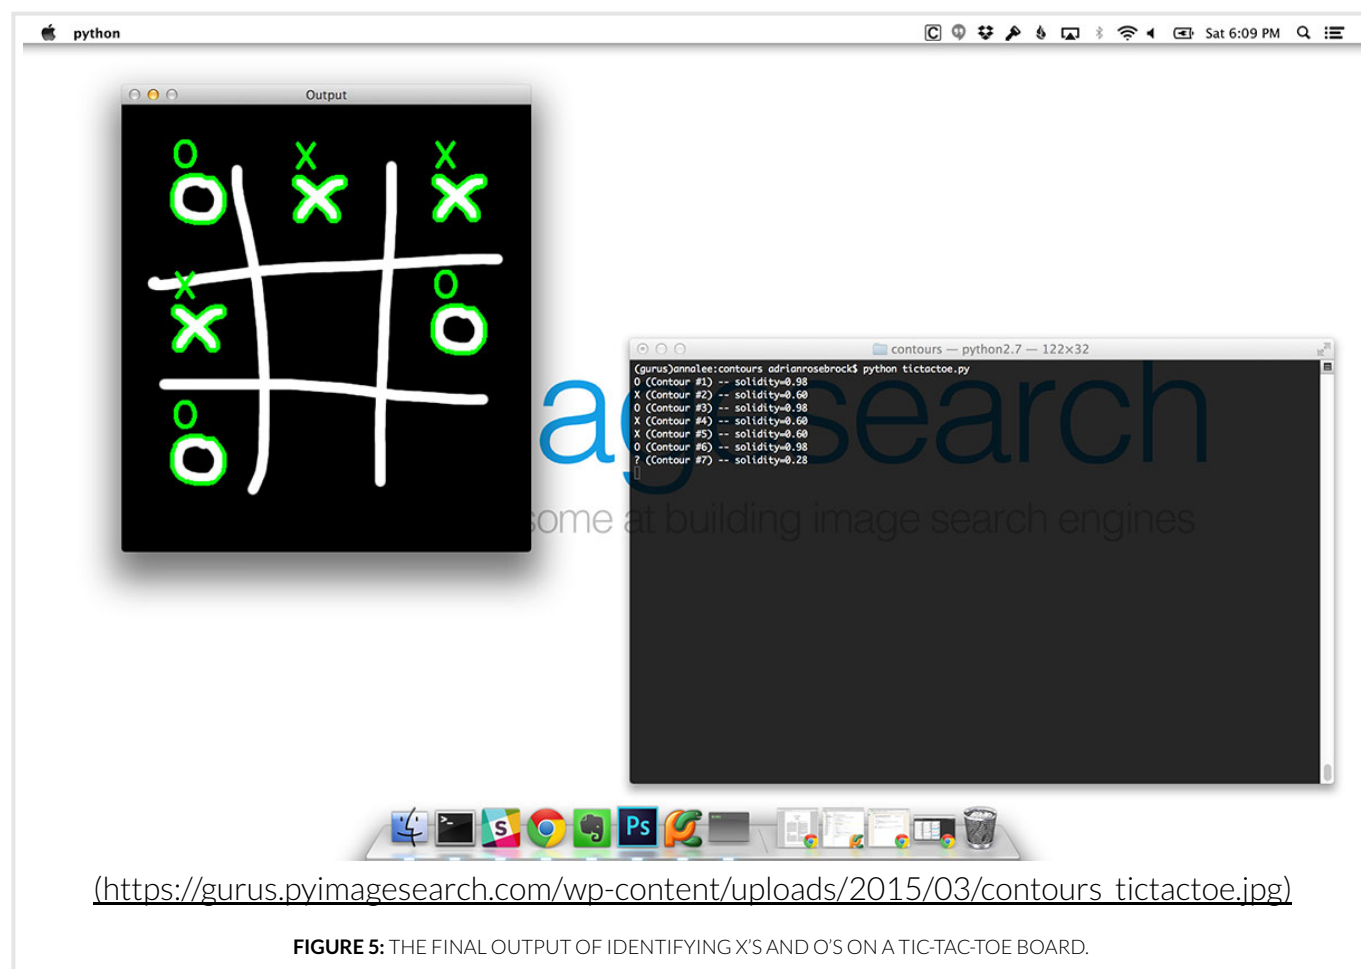 python
Sat 6:09 PM
Output
O X X
X O
O
contours — python2.7 — 122×32
(gurus)annalee:contours adrianrosebrock$ python tictactoe.py
O (Contour #1) -- solidity=0.98
X (Contour #2) -- solidity=0.60
O (Contour #3) -- solidity=0.98
X (Contour #4) -- solidity=0.60
X (Contour #5) -- solidity=0.60
O (Contour #6) -- solidity=0.98
? (Contour #7) -- solidity=0.28
agesearch
some at building image search engines
Ps
(https://gurus.pyimagesearch.com/wp-content/uploads/2015/03/contours_tictactoe.jpg)
FIGURE 5: THE FINAL OUTPUT OF IDENTIFYING X'S AND O'S ON A TIC-TAC-TOE BOARD.